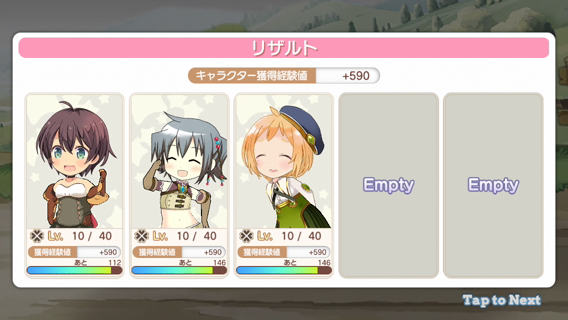 リザルト
キャラクター獲得経験値 +590
Lv. 10 / 40
獲得経験値 +590
あと 112
Lv. 10 / 40
獲得経験値 +590
あと 146
Lv. 10 / 40
獲得経験値 +590
あと 146
Empty
Empty
Tap to Next